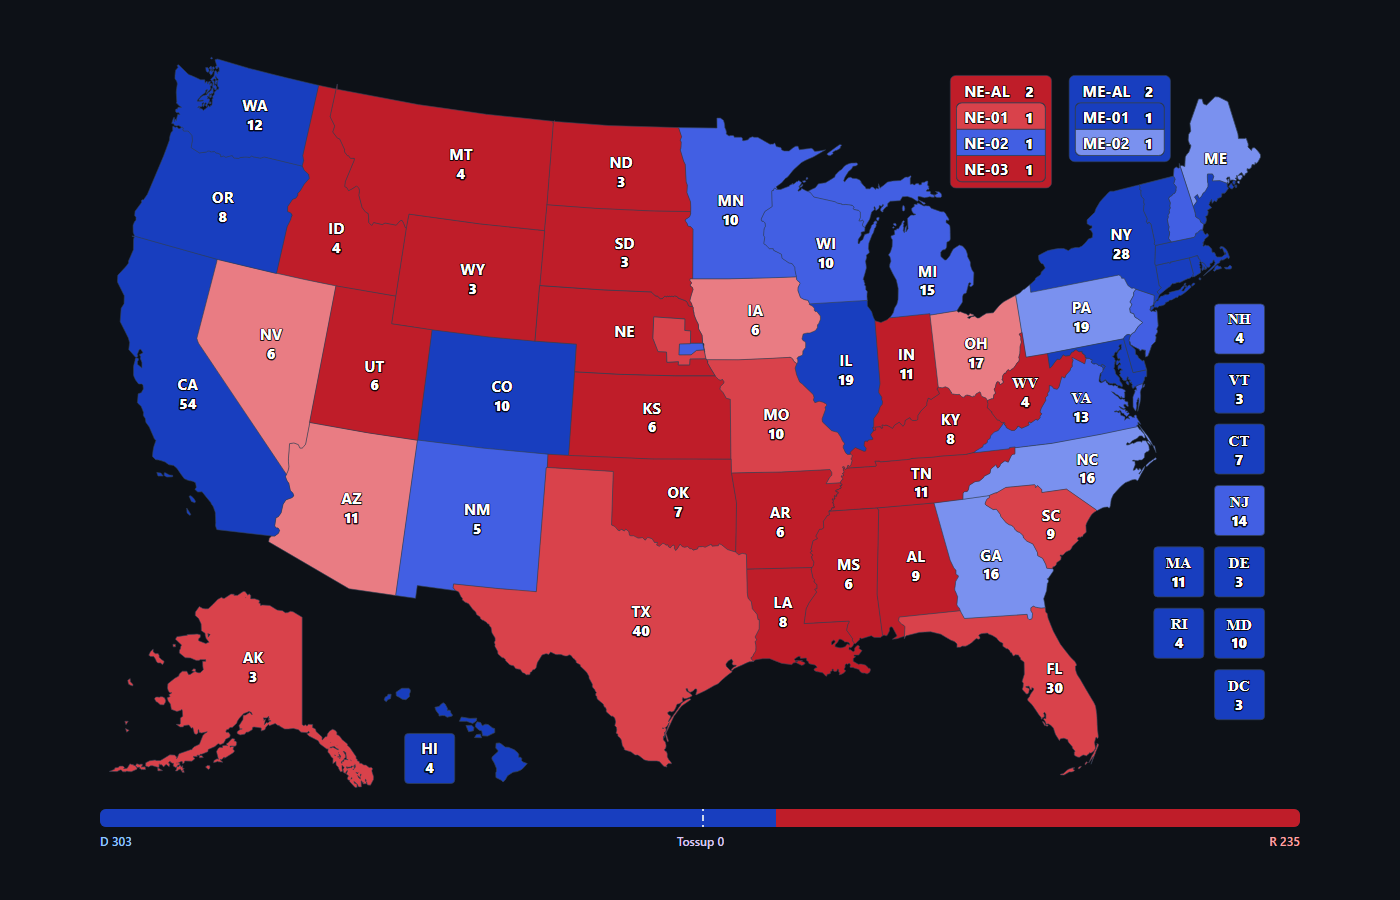 WA
12
OR
8
CA
54
NV
6
ID
4
MT
4
WY
3
UT
6
AZ
11
CO
10
NM
5
ND
3
SD
3
NE
KS
6
OK
7
TX
40
MN
10
IA
6
MO
10
AR
6
LA
8
WI
10
IL
19
MI
15
IN
11
OH
17
KY
8
TN
11
MS
6
AL
9
GA
16
FL
30
SC
9
NC
16
VA
13
WV
4
PA
19
NY
28
ME
AK
3
HI
4
NE-AL 2
NE-01 1
NE-02 1
NE-03 1
ME-AL 2
ME-01 1
ME-02 1
NH
4
VT
3
CT
7
NJ
14
MA
11
DE
3
RI
4
MD
10
DC
3
D 303
Tossup 0
R 235